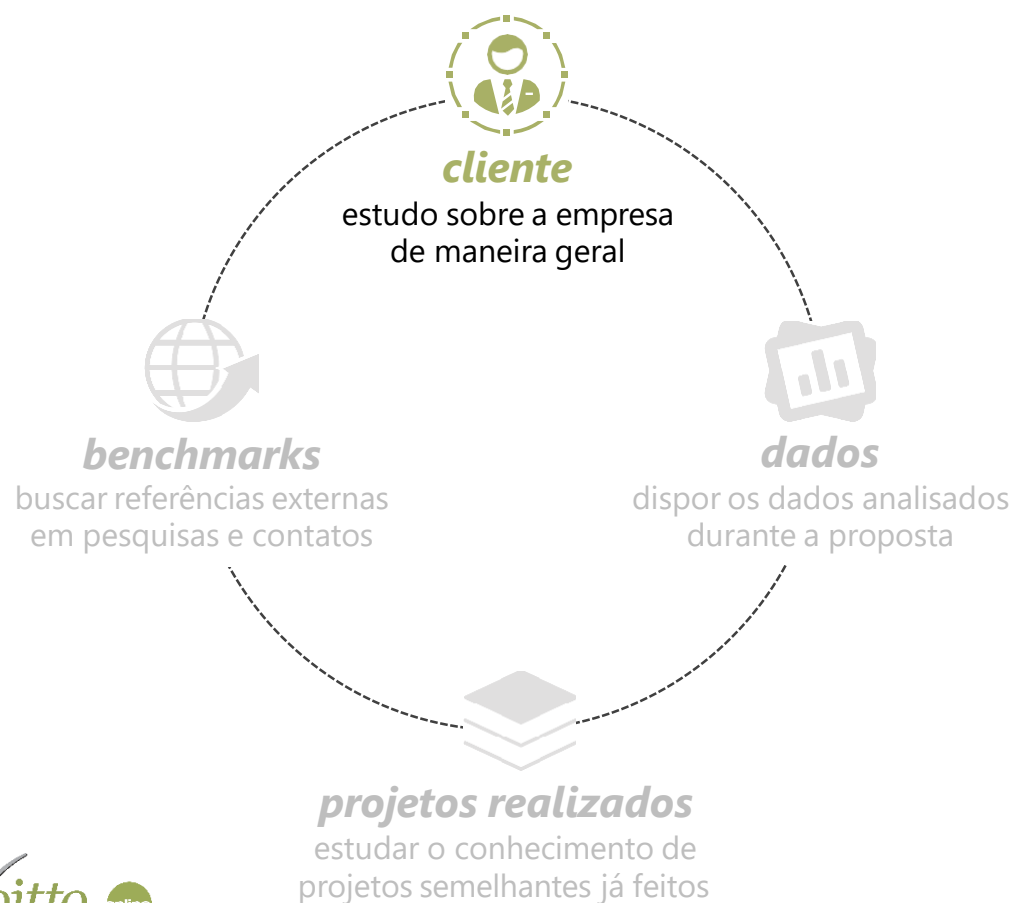 cliente
estudo sobre a empresa
de maneira geral
benchmarks
buscar referências externas
em pesquisas e contatos
dados
dispor os dados analisados
durante a proposta
projetos realizados
estudar o conhecimento de
projetos semelhantes já feitos